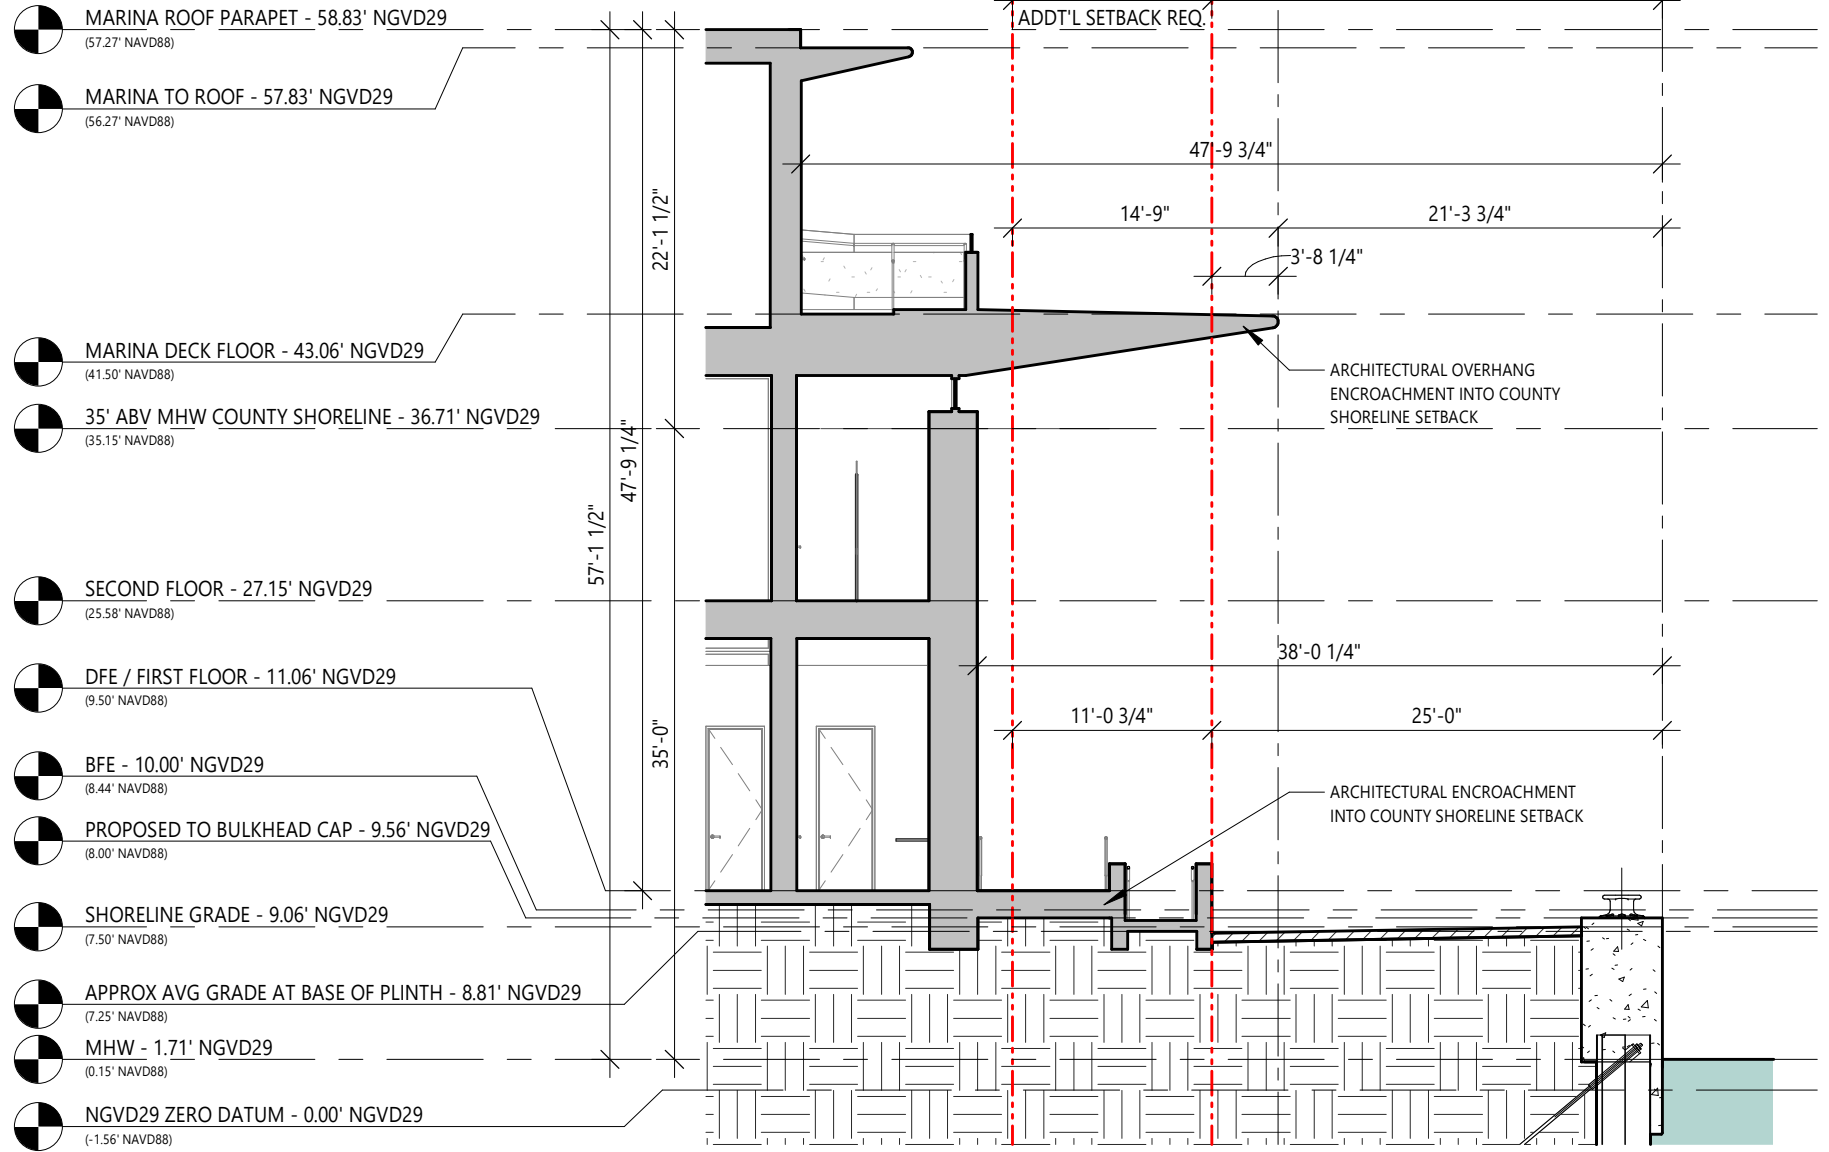 MARINA ROOF PARAPET - 58.83' NGVD29
(57.27' NAVD88)
MARINA TO ROOF - 57.83' NGVD29
(56.27' NAVD88)
MARINA DECK FLOOR - 43.06' NGVD29
(41.50' NAVD88)
35' ABV MHW COUNTY SHORELINE - 36.71' NGVD29
(35.15' NAVD88)
SECOND FLOOR - 27.15' NGVD29
(25.58' NAVD88)
DFE / FIRST FLOOR - 11.06' NGVD29
(9.50' NAVD88)
BFE - 10.00' NGVD29
(8.44' NAVD88)
PROPOSED TO BULKHEAD CAP - 9.56' NGVD29
(8.00' NAVD88)
SHORELINE GRADE - 9.06' NGVD29
(7.50' NAVD88)
APPROX AVG GRADE AT BASE OF PLINTH - 8.81' NGVD29
(7.25' NAVD88)
MHW - 1.71' NGVD29
(0.15' NAVD88)
NGVD29 ZERO DATUM - 0.00' NGVD29
(-1.56' NAVD88)
57'-1 1/2"
47'-9 1/4"
22'-1 1/2"
35'-0"
ADDT'L SETBACK REQ.
47'-9 3/4"
14'-9"
21'-3 3/4"
3'-8 1/4"
ARCHITECTURAL OVERHANG
ENCROACHMENT INTO COUNTY
SHORELINE SETBACK
38'-0 1/4"
11'-0 3/4"
25'-0"
ARCHITECTURAL ENCROACHMENT
INTO COUNTY SHORELINE SETBACK